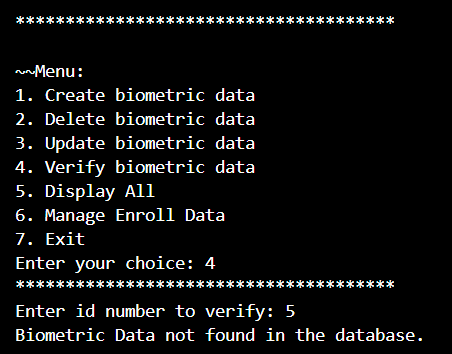 **************************************
~~Menu:
1. Create biometric data
2. Delete biometric data
3. Update biometric data
4. Verify biometric data
5. Display All
6. Manage Enroll Data
7. Exit
Enter your choice: 4
**************************************
Enter id number to verify: 5
Biometric Data not found in the database.